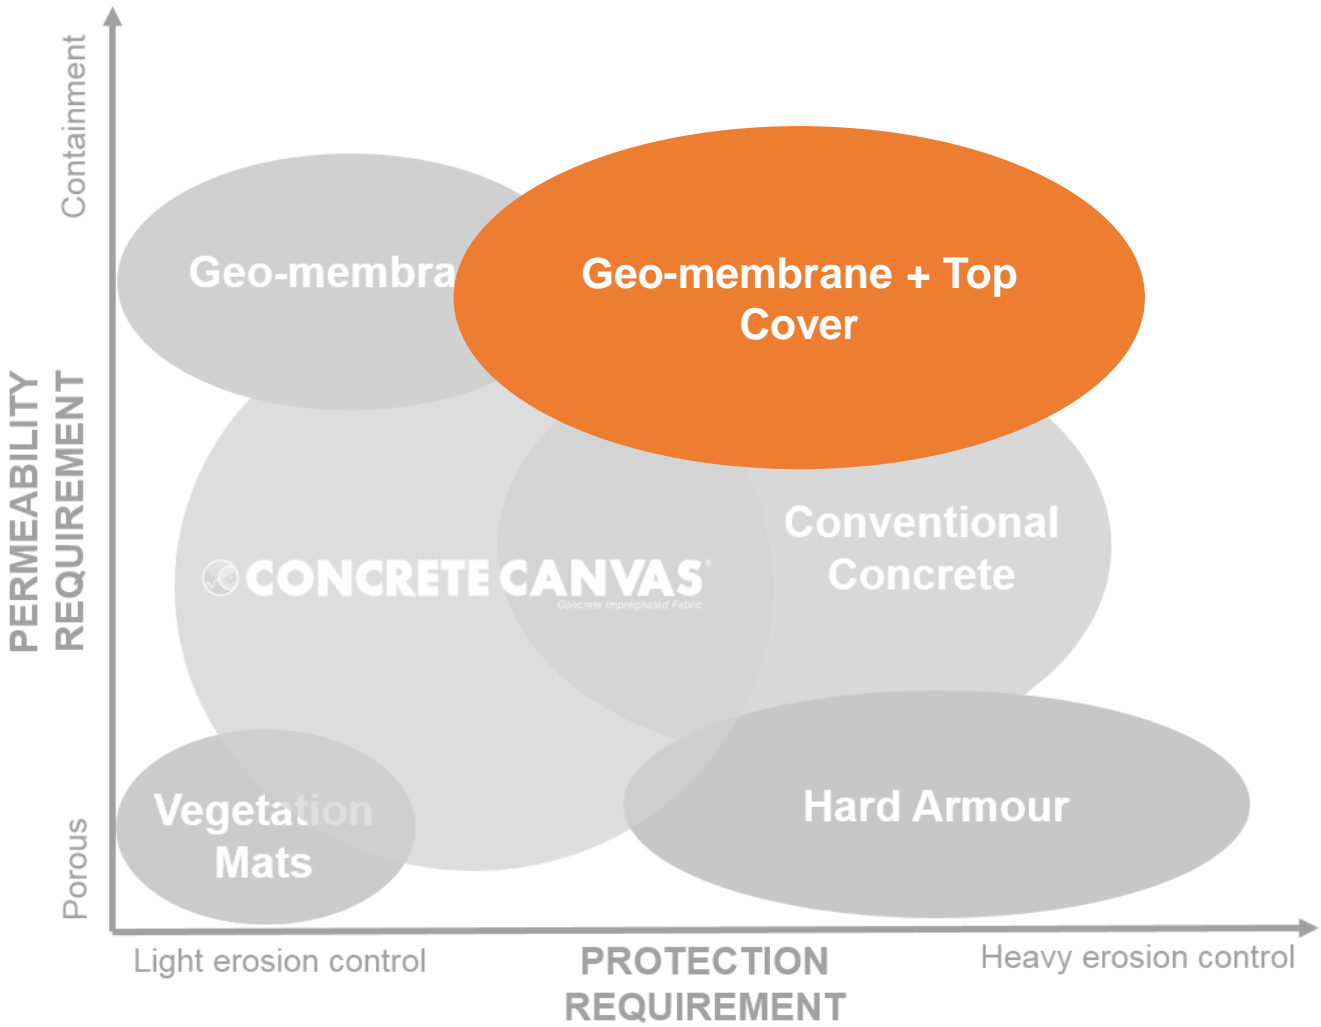 Containment
Geo-membra
Geo-membrane + Top
Cover
PERMEABILITY
REQUIREMENT
Conventional
Concrete
CONCRETE CANVAS®
Concrete Impregnated Fabric
Vegetation
Mats
Hard Armour
Porous
Light erosion control
PROTECTION
REQUIREMENT
Heavy erosion control